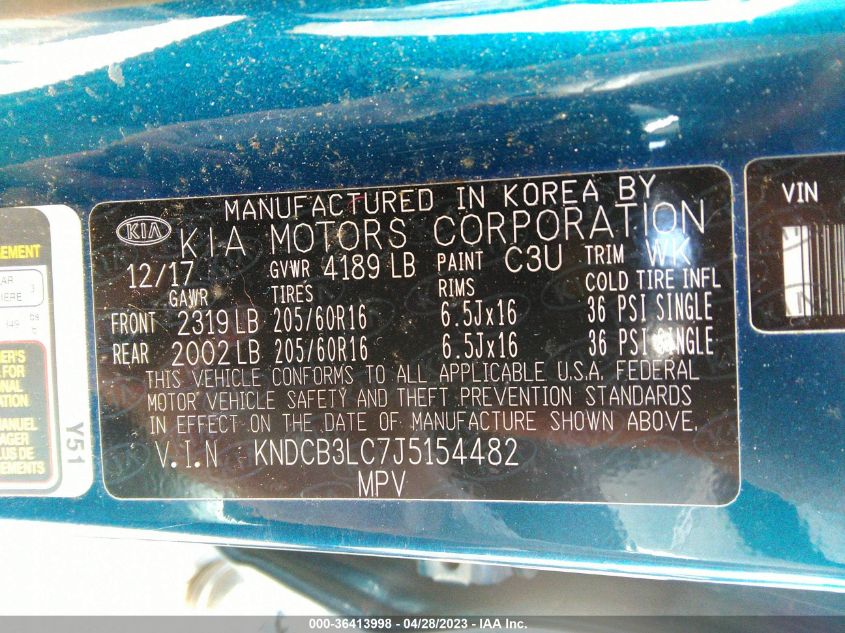 MANUFACTURED IN KOREA BY
KIA KIA MOTORS CORPORATION
12/17 GVWR 4189 LB PAINT C3U TRIM WK
GAWR TIRES RIMS COLD TIRE INFL
FRONT 2319 LB 205/60R16 6.5Jx16 36 PSI SINGLE
REAR 2002 LB 205/60R16 6.5Jx16 36 PSI SINGLE
THIS VEHICLE CONFORMS TO ALL APPLICABLE U.S.A. FEDERAL
MOTOR VEHICLE SAFETY AND THEFT PREVENTION STANDARDS
IN EFFECT ON THE DATE OF MANUFACTURE SHOWN ABOVE.
V.I.N KNDCB3LC7J5154482
MPV
VIN
3
Y51
000-36413998 - 04/28/2023 - IAA Inc.